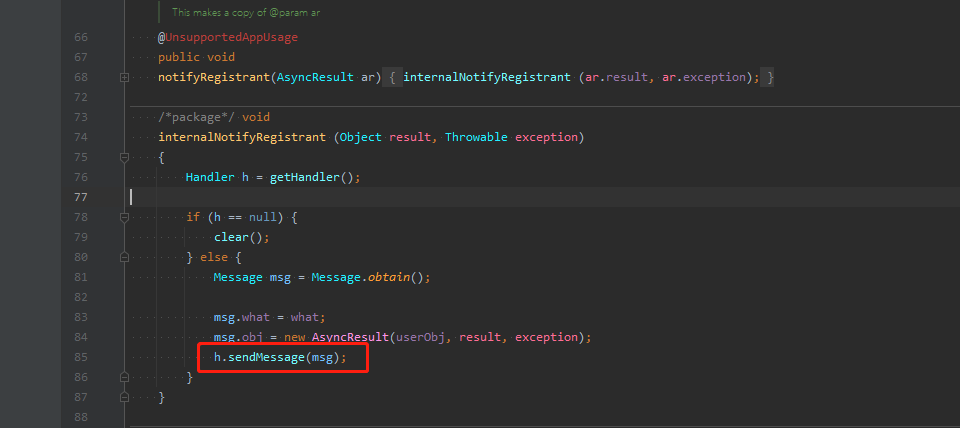 This makes a copy of @param ar
66 @UnsupportedAppUsage
67 public void
68 notifyRegistrant(AsyncResult ar) { internalNotifyRegistrant (ar.result, ar.exception); }
72
73 /*package*/ void
74 internalNotifyRegistrant (Object result, Throwable exception)
75 {
76 Handler h = getHandler();
77
78 if (h == null) {
79 clear();
80 } else {
81 Message msg = Message.obtain();
82
83 msg.what = what;
84 msg.obj = new AsyncResult(userObj, result, exception);
85 h.sendMessage(msg);
86 }
87 }
88